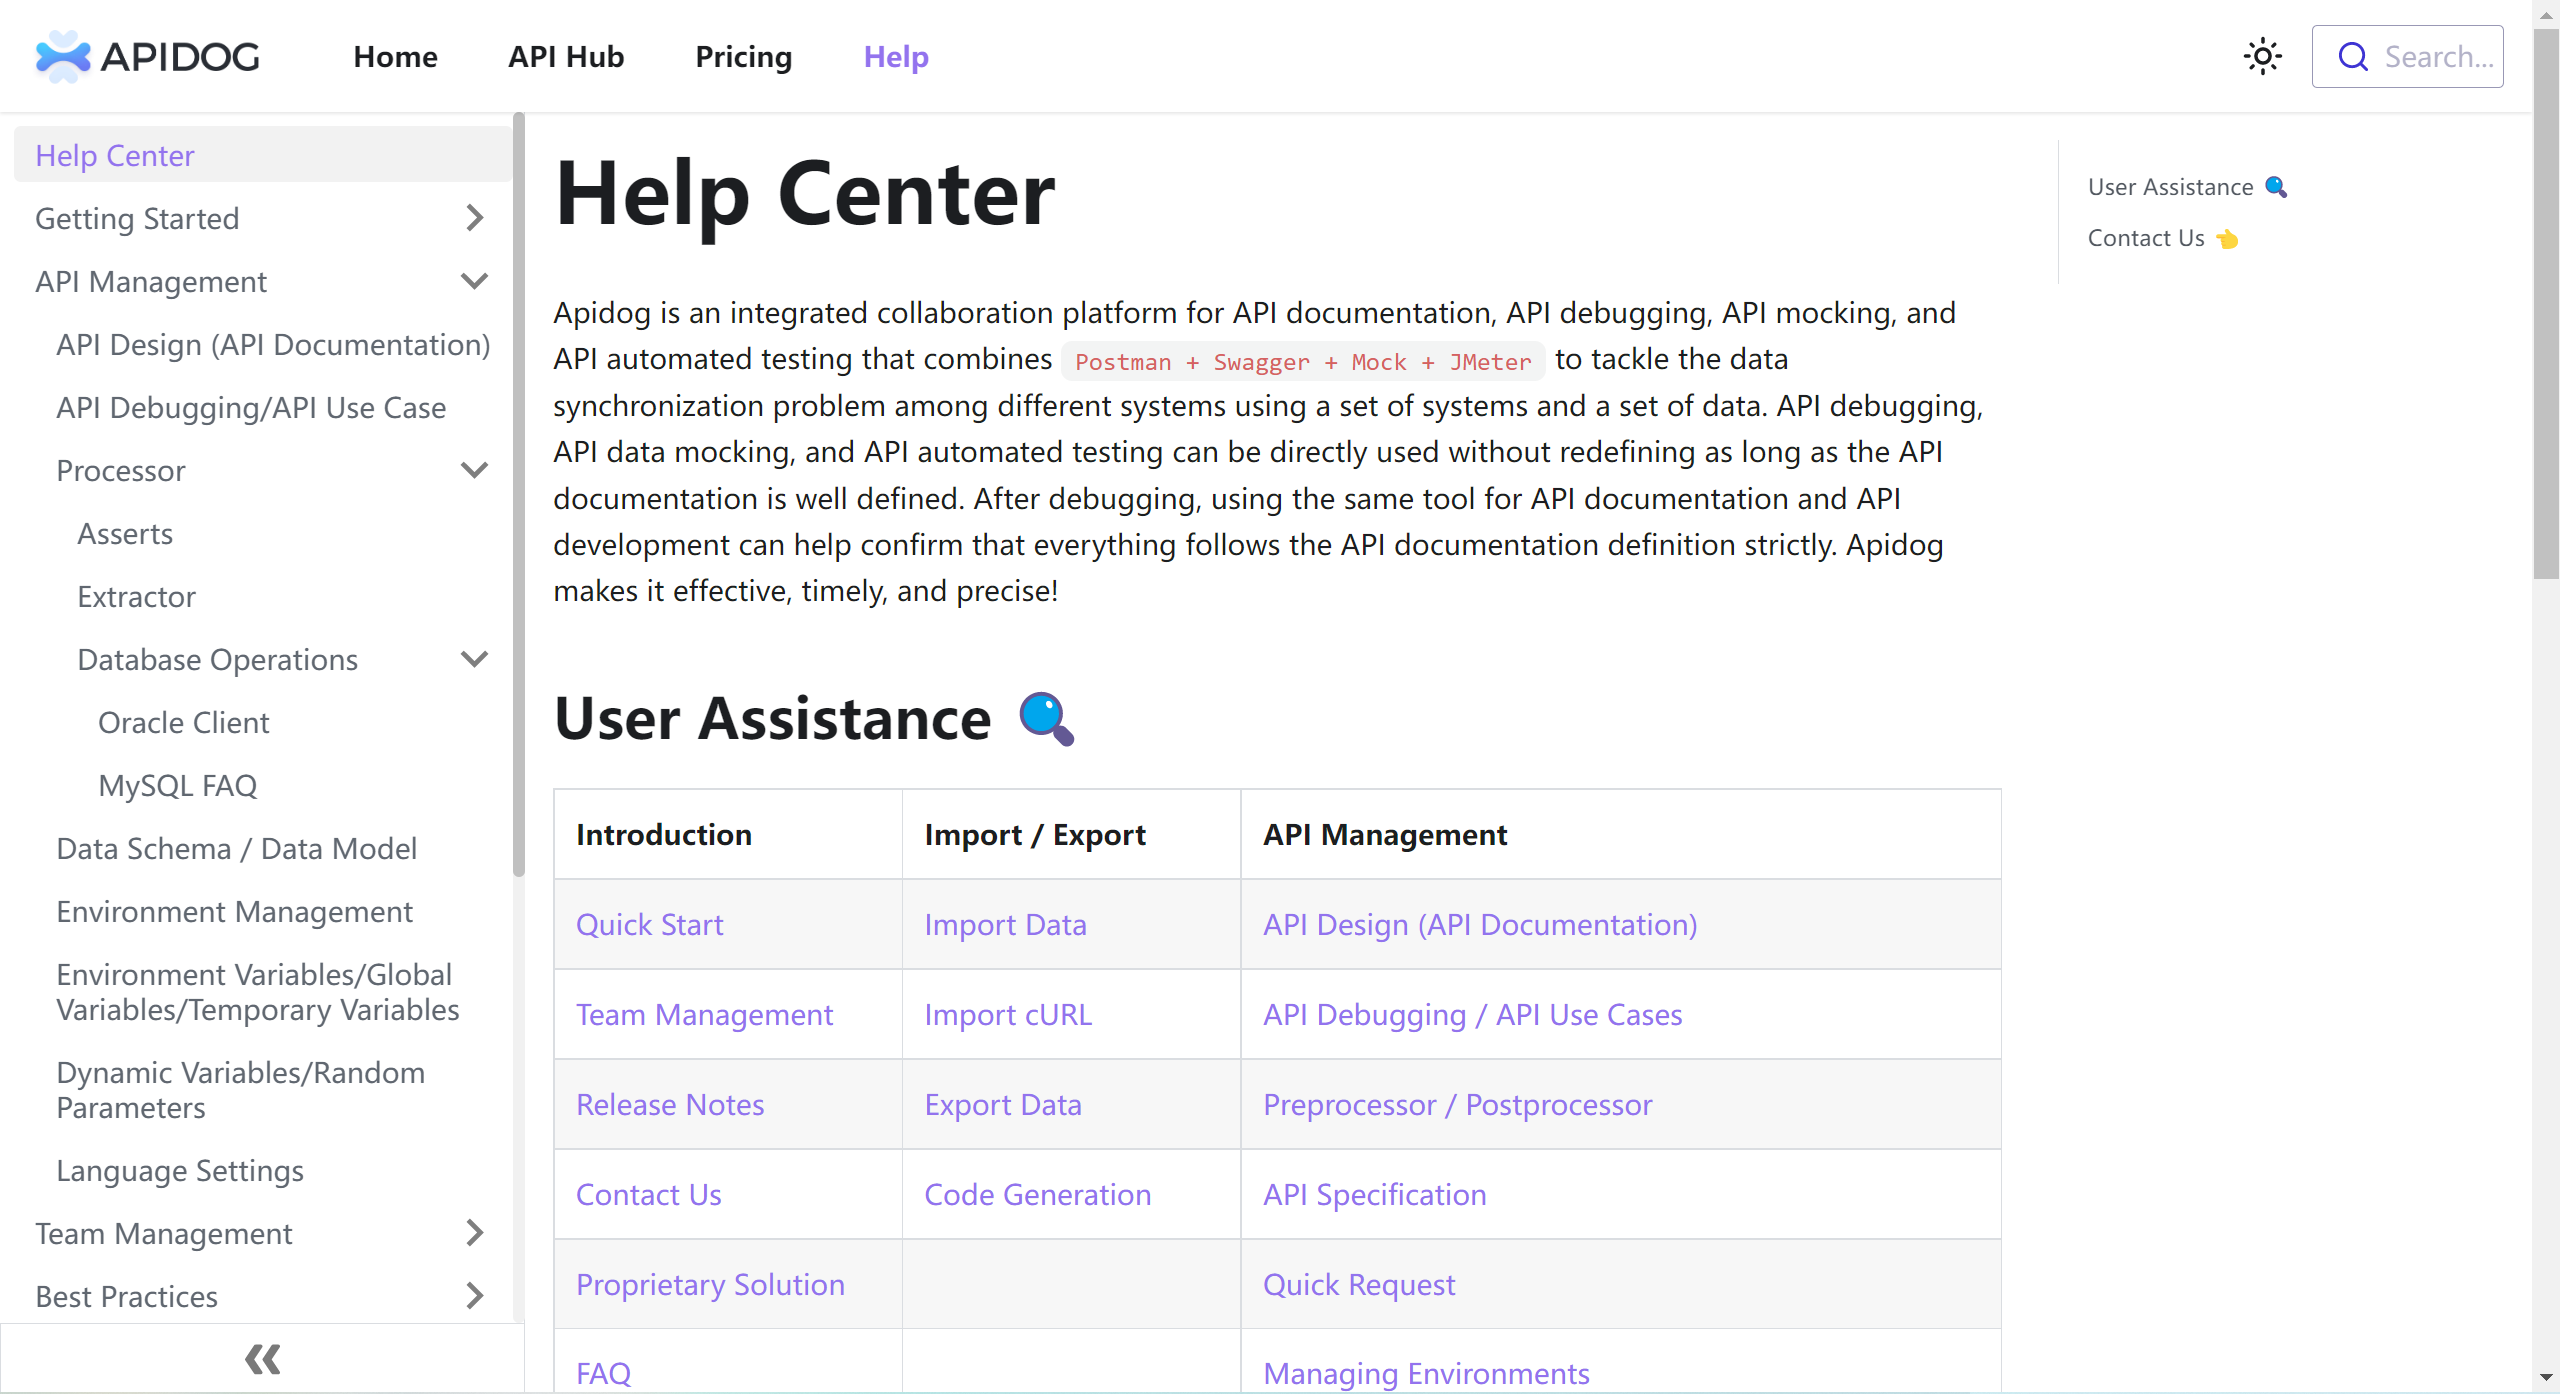 APIDOG
Home
API Hub
Pricing
Help
Search...
Help Center
Getting Started
API Management
API Design (API Documentation)
API Debugging/API Use Case
Processor
Asserts
Extractor
Database Operations
Oracle Client
MySQL FAQ
Data Schema / Data Model
Environment Management
Environment Variables/Global
Variables/Temporary Variables
Dynamic Variables/Random
Parameters
Language Settings
Team Management
Best Practices
Help Center
Apidog is an integrated collaboration platform for API documentation, API debugging, API mocking, and
API automated testing that combines Postman + Swagger + Mock + JMeter to tackle the data
synchronization problem among different systems using a set of systems and a set of data. API debugging,
API data mocking, and API automated testing can be directly used without redefining as long as the API
documentation is well defined. After debugging, using the same tool for API documentation and API
development can help confirm that everything follows the API documentation definition strictly. Apidog
makes it effective, timely, and precise!
User Assistance 🔍
Introduction
Import / Export
API Management
Quick Start
Import Data
API Design (API Documentation)
Team Management
Import cURL
API Debugging / API Use Cases
Release Notes
Export Data
Preprocessor / Postprocessor
Contact Us
Code Generation
API Specification
Proprietary Solution
Quick Request
FAQ
Managing Environments
User Assistance 🔍
Contact Us 👈